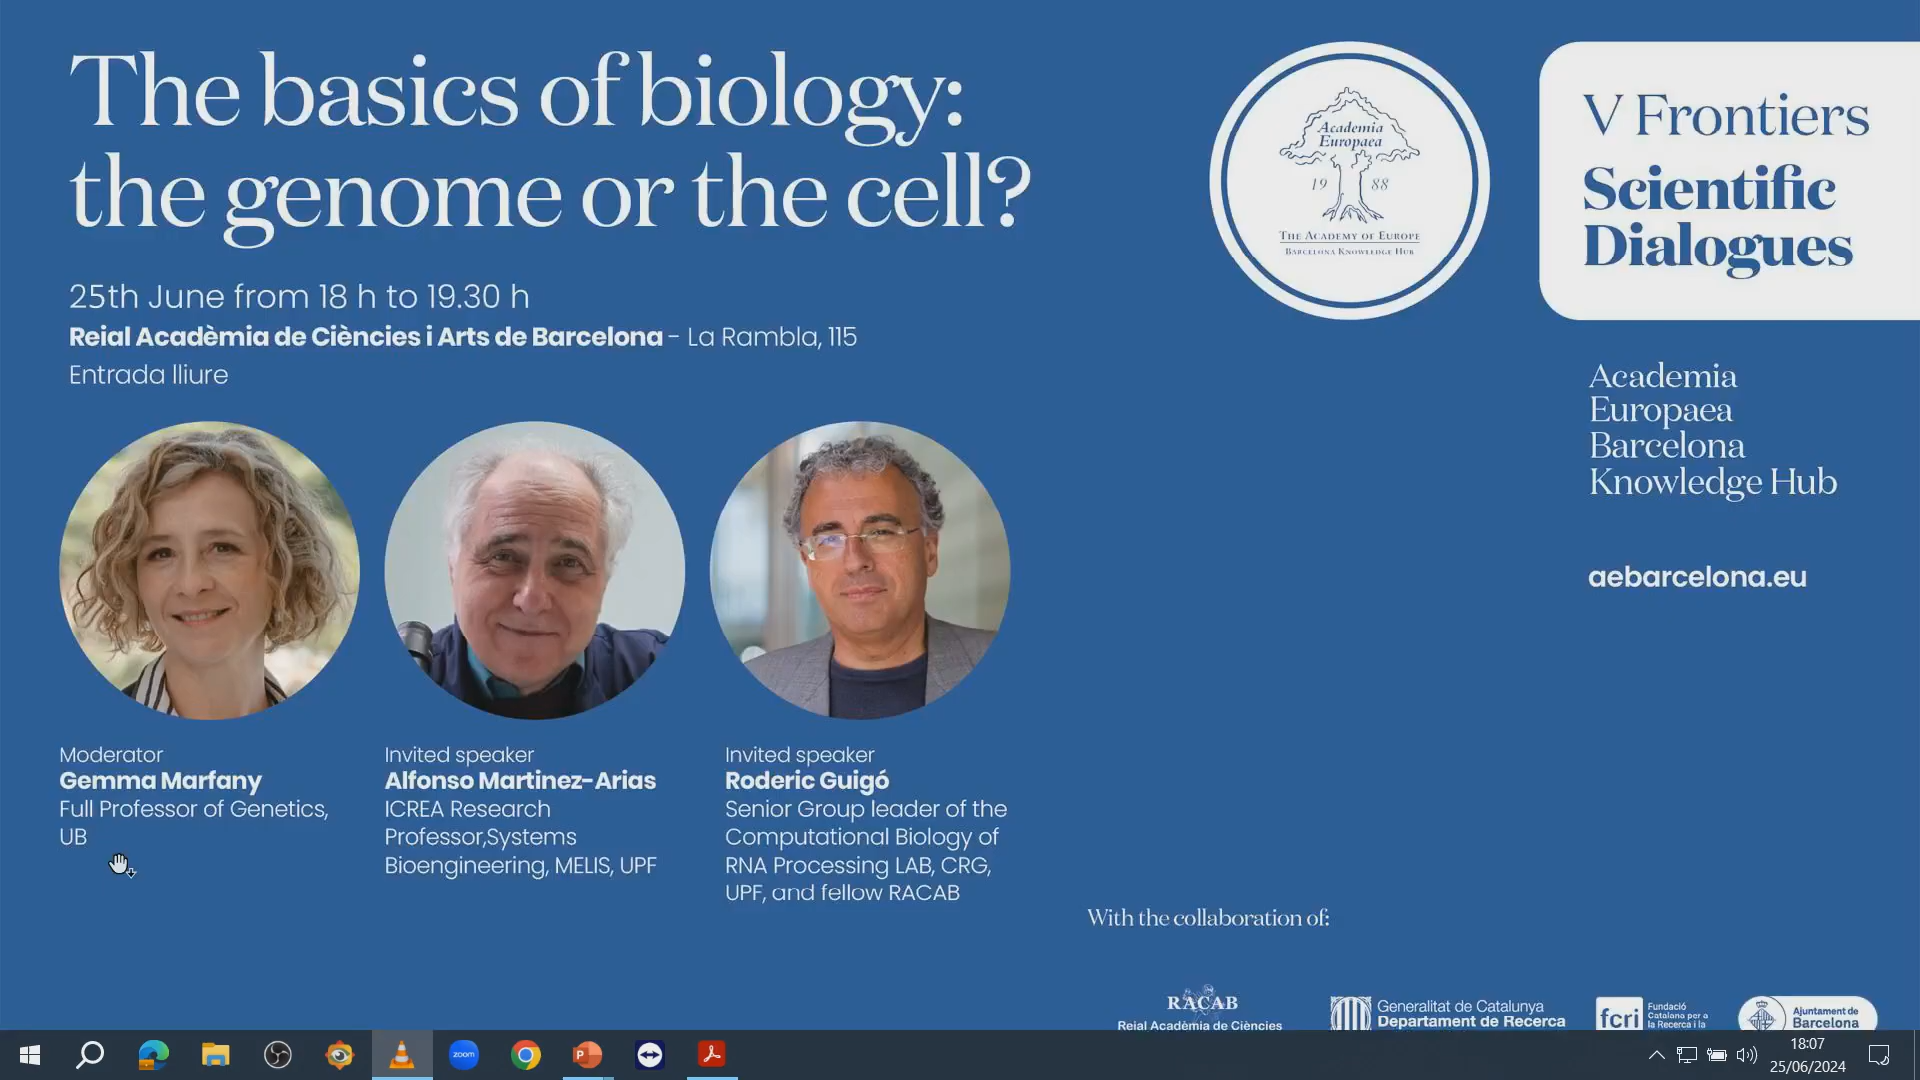 The basics of biology:
the genome or the cell?
25th June from 18 h to 19.30 h
Reial Acadèmia de Ciències i Arts de Barcelona - La Rambla, 115
Entrada lliure
Academia
Europaea
19 88
THE ACADEMY OF EUROPE
BARCELONA KNOWLEDGE HUB
V Frontiers
Scientific
Dialogues
Academia
Europaea
Barcelona
Knowledge Hub
aebarcelona.eu
Moderator
Gemma Marfany
Full Professor of Genetics,
UB
Invited speaker
Alfonso Martinez-Arias
ICREA Research
Professor,Systems
Bioengineering, MELIS, UPF
Invited speaker
Roderic Guigó
Senior Group leader of the
Computational Biology of
RNA Processing LAB, CRG,
UPF, and fellow RACAB
With the collaboration of:
RACAB
Reial Acadèmia de Ciències
Generalitat de Catalunya
Departament de Recerca
fcri
Fundació
Catalana per a
la Recerca i la
Ajuntament de
Barcelona
zoom
P
18:07
25/06/2024